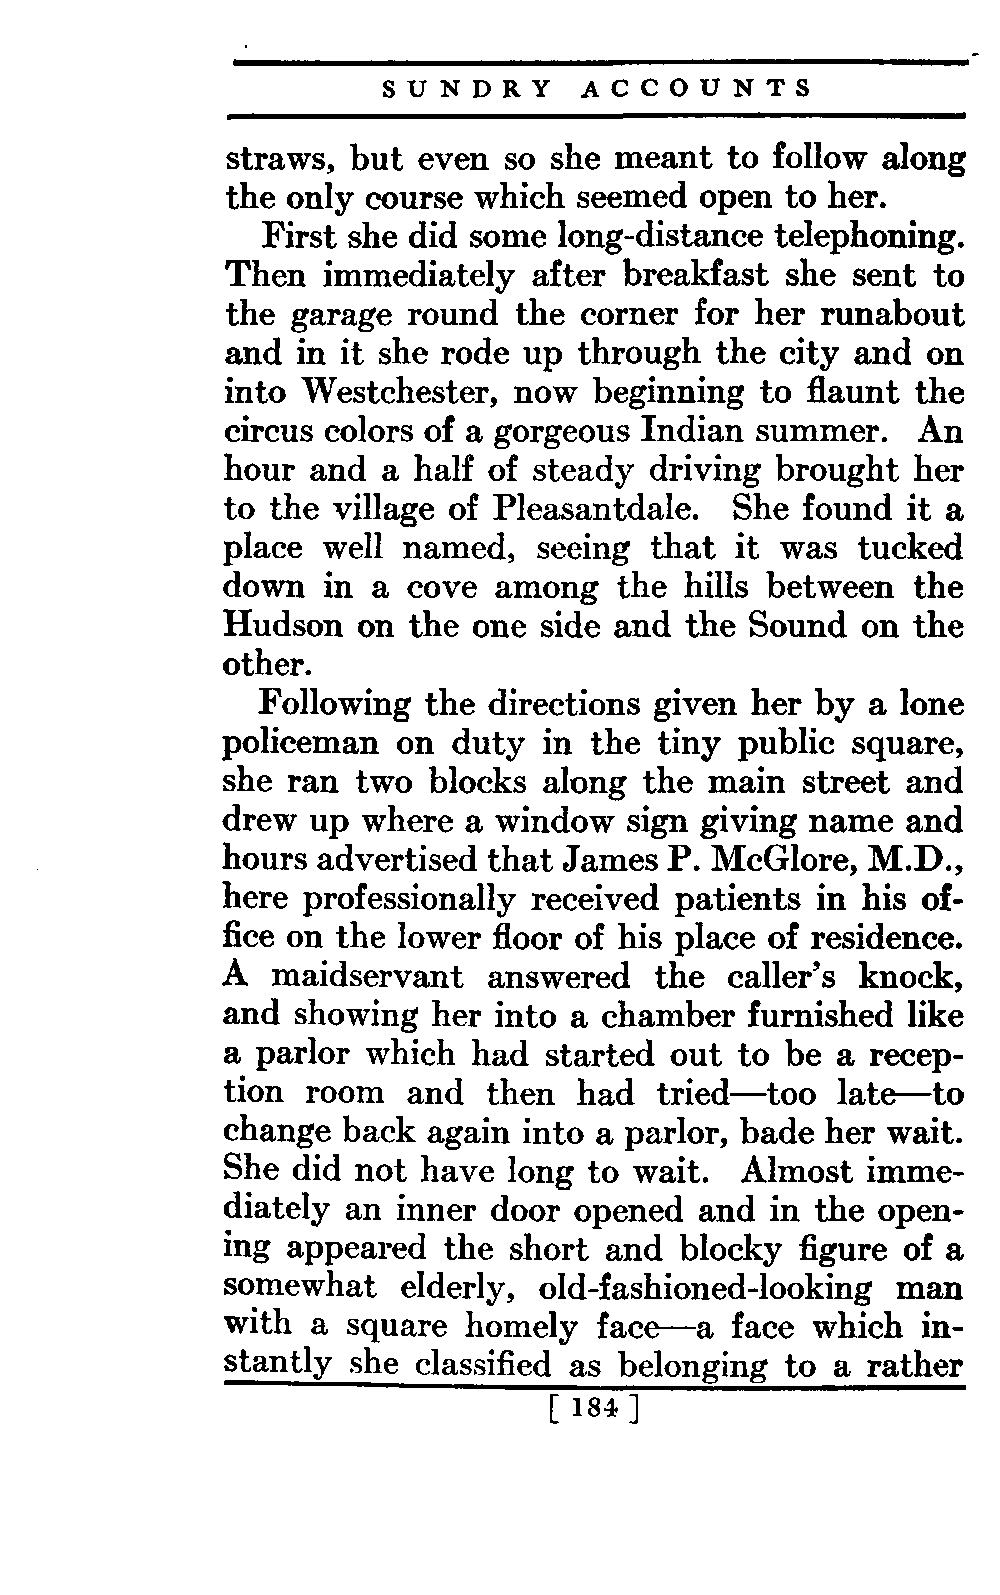 SUNDRY ACCOUNTS
straws, but even so she meant to follow along
the only course which seemed open to her.
First she did some long-distance telephoning.
Then immediately after breakfast she sent to
the garage round the corner for her runabout
and in it she rode up through the city and on
into Westchester, now beginning to flaunt the
circus colors of a gorgeous Indian summer. An
hour and a half of steady driving brought her
to the village of Pleasantdale. She found it a
place well named, seeing that it was tucked
down in a cove among the hills between the
Hudson on the one side and the Sound on the
other.
Following the directions given her by a lone
policeman on duty in the tiny public square,
she ran two blocks along the main street and
drew up where a window sign giving name and
hours advertised that James P. McGlore, M.D.,
here professionally received patients in his of-
fice on the lower floor of his place of residence.
A maidservant answered the caller's knock,
and showing her into a chamber furnished like
a parlor which had started out to be a recep-
tion room and then had tried—too late—to
change back again into a parlor, bade her wait.
She did not have long to wait. Almost imme-
diately an inner door opened and in the open-
ing appeared the short and blocky figure of a
somewhat elderly, old-fashioned-looking man
with a square homely face—a face which in-
stantly she classified as belonging to a rather
[ 184 ]